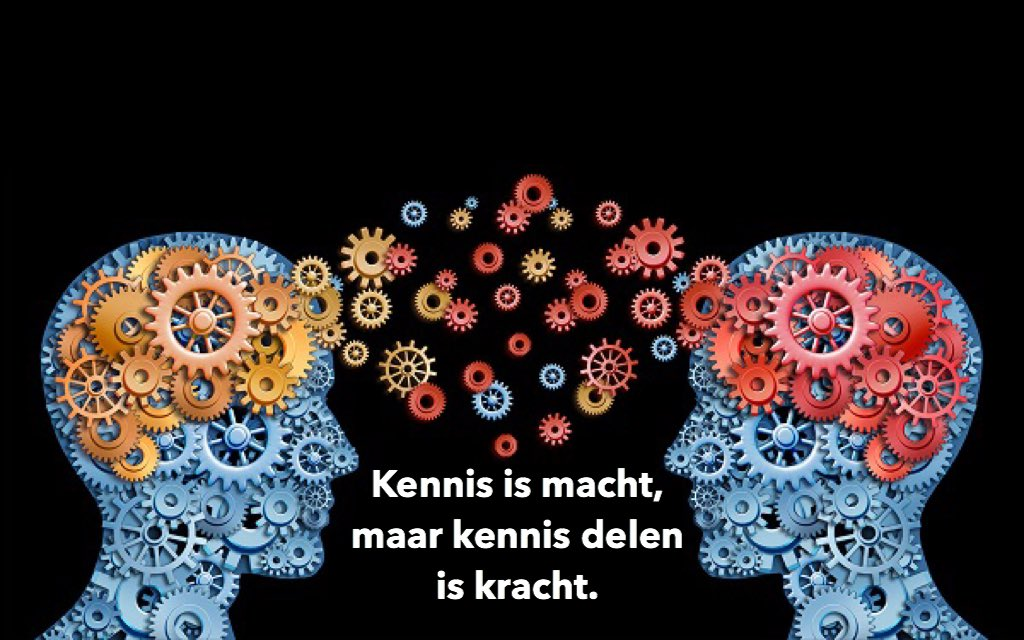 Kennis is macht,
maar kennis delen
is kracht.